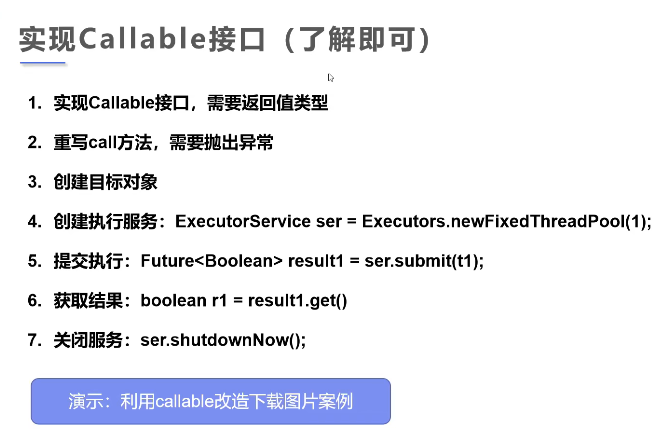 实现Callable接口（了解即可）
1. 实现Callable接口，需要返回值类型
2. 重写call方法，需要抛出异常
3. 创建目标对象
4. 创建执行服务：ExecutorService ser = Executors.newFixedThreadPool(1);
5. 提交执行：Future<Boolean> result1 = ser.submit(t1);
6. 获取结果：boolean r1 = result1.get()
7. 关闭服务：ser.shutdownNow();
演示：利用callable改造下载图片案例